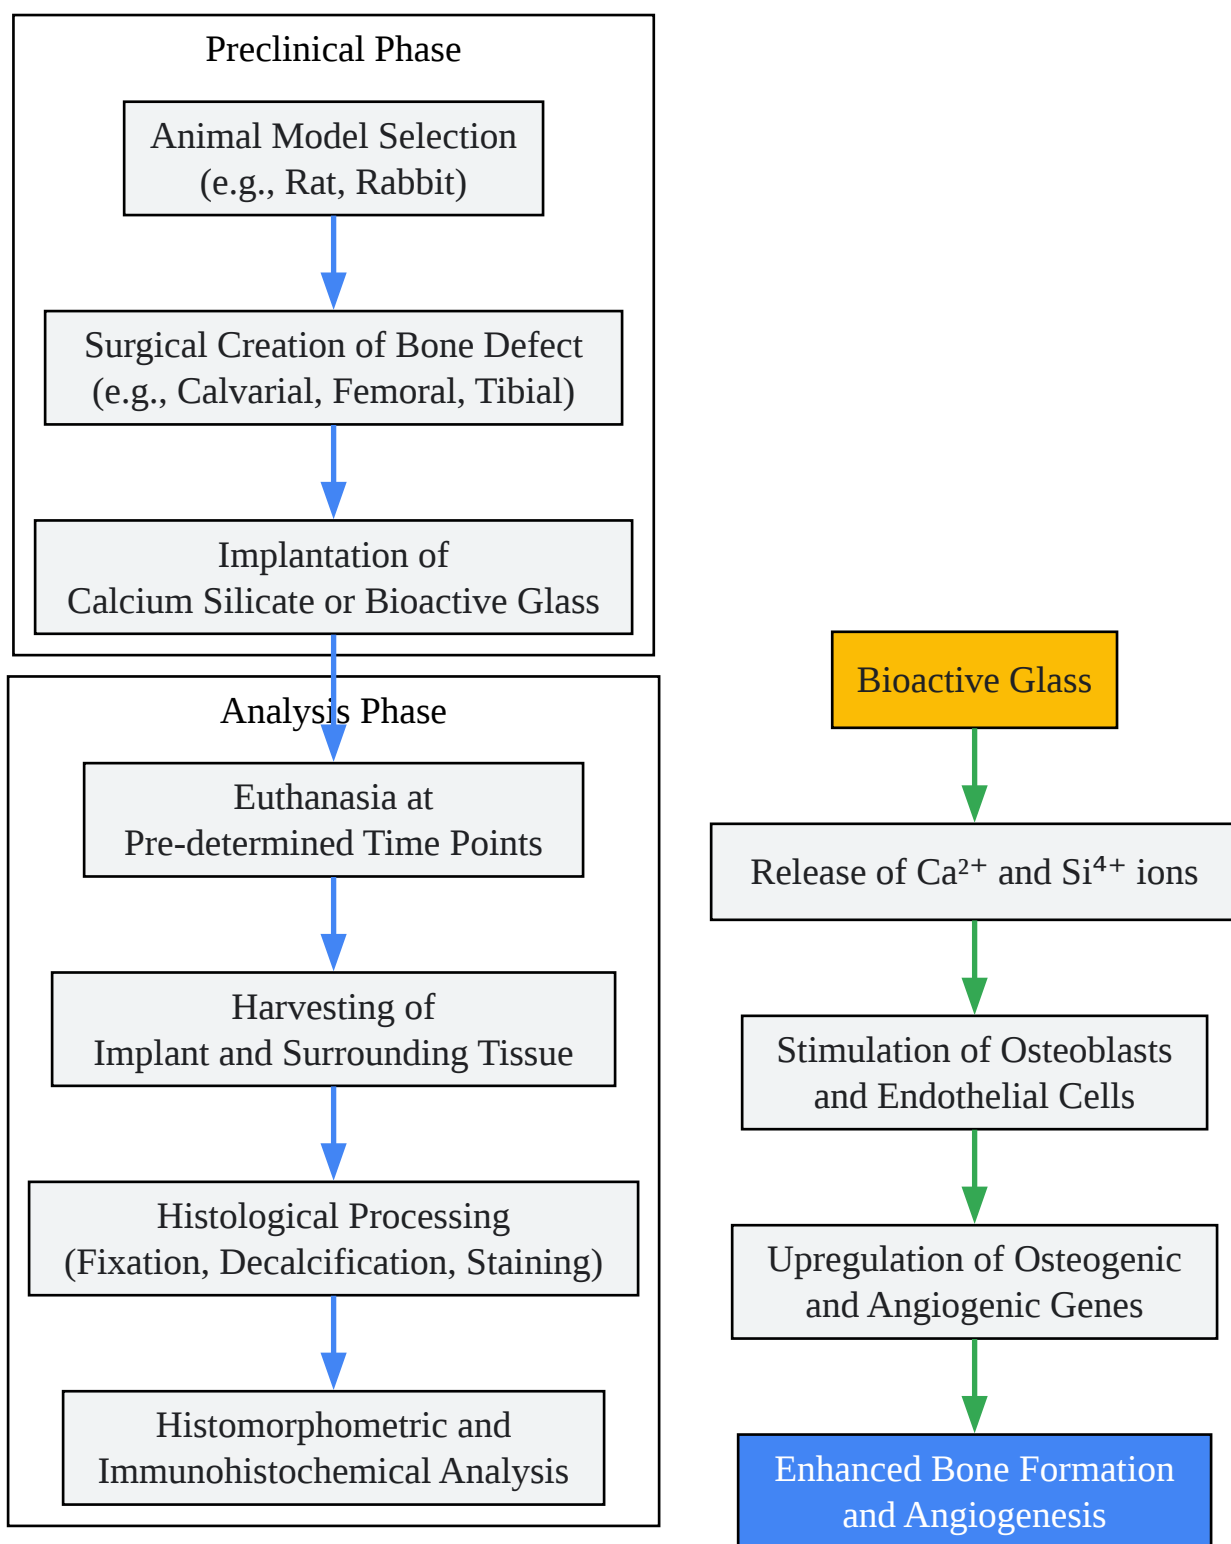 Preclinical Phase
Animal Model Selection
(e.g., Rat, Rabbit)
Surgical Creation of Bone Defect
(e.g., Calvarial, Femoral, Tibial)
Implantation of
Calcium Silicate or Bioactive Glass
Analysis Phase
Euthanasia at
Pre-determined Time Points
Harvesting of
Implant and Surrounding Tissue
Histological Processing
(Fixation, Decalcification, Staining)
Histomorphometric and
Immunohistochemical Analysis
Bioactive Glass
Release of Ca²⁺ and Si⁴⁺ ions
Stimulation of Osteoblasts
and Endothelial Cells
Upregulation of Osteogenic
and Angiogenic Genes
Enhanced Bone Formation
and Angiogenesis